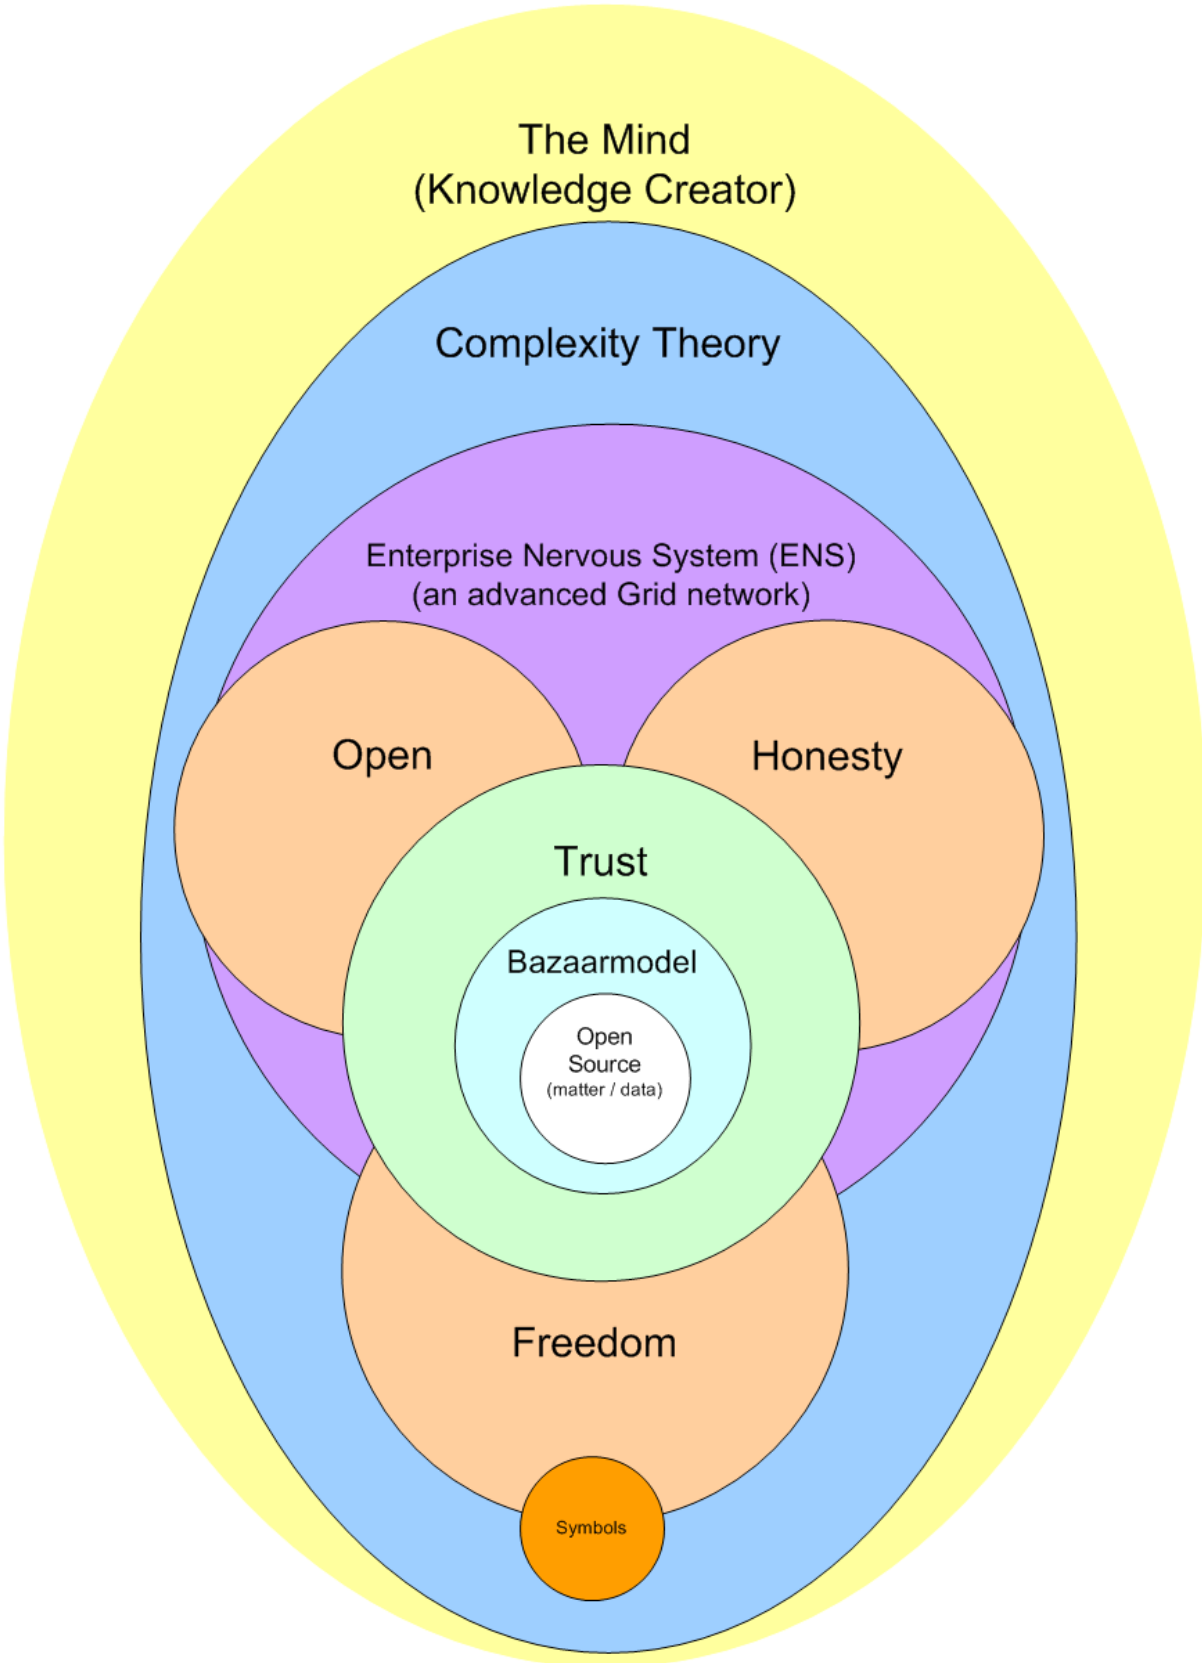 The Mind
(Knowledge Creator)
Complexity Theory
Enterprise Nervous System (ENS)
(an advanced Grid network)
Open
Honesty
Trust
Bazaarmodel
Open
Source
(matter / data)
Freedom
Symbols